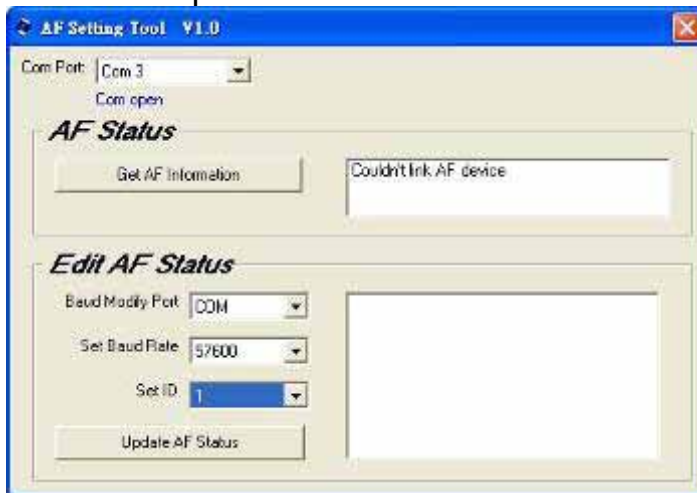 AF Setting Tool V1.0
Com Port: Com 3
Com open
AF Status
Get AF Information
Couldn't link AF device
Edit AF Status
Baud Modify Port COM
Set Baud Rate 57600
Set ID 1
Update AF Status